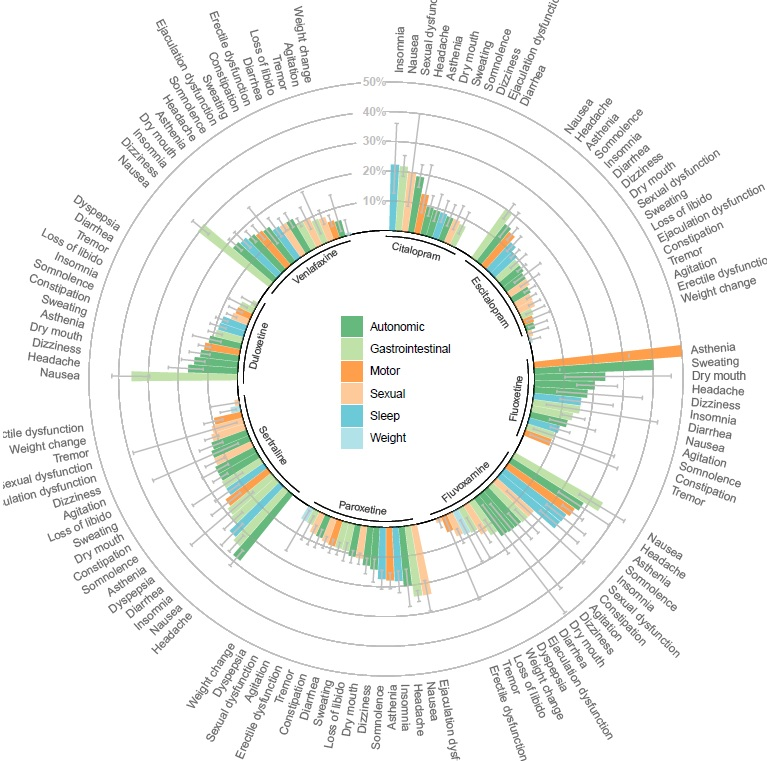 50%
40%
30%
20%
10%
Insomnia
Nausea
Sexual dysfunc
Headache
Asthenia
Dry mouth
Sweating
Somnolence
Dizziness
Ejaculation dysfunctio
Diarrhea
Citalopram
Nausea
Headache
Asthenia
Somnolence
Insomnia
Diarrhea
Dizziness
Dry mouth
Sexual dysfunction
Sweating
Loss of libido
Ejaculation dysfunction
Constipation
Tremor
Agitation
Erectile dysfunctio
Weight change
Escitalopram
Asthenia
Sweating
Dry mouth
Headache
Dizziness
Insomnia
Diarrhea
Nausea
Agitation
Somnolence
Constipation
Tremor
Fluoxetine
Nausea
Headache
Asthenia
Somnolence
Insomnia
Sexual dysfunction
Constipation
Agitation
Dizziness
Dry mouth
Diarrhea
Ejaculation dysfunction
Dyspepsia
Weight change
Loss of libido
Tremor
Erectile dysfunction
Fluvoxamine
Ejaculation dysf
Nausea
Headache
Insomnia
Asthenia
Somnolence
Dizziness
Dry mouth
Loss of libido
Sweating
Diarrhea
Constipation
Tremor
Erectile dysfunction
Agitation
Sexual dysfunction
Dyspepsia
Weight change
Paroxetine
Headache
Nausea
Insomnia
Diarrhea
Dyspepsia
Asthenia
Somnolence
Constipation
Dry mouth
Sweating
Loss of libido
Agitation
Dizziness
ulation dysfunction
exual dysfunction
Tremor
Weight change
ctile dysfunction
Sertraline
Nausea
Headache
Dizziness
Dry mouth
Asthenia
Sweating
Constipation
Somnolence
Insomnia
Loss of libido
Tremor
Diarrhea
Dyspepsia
Duloxetine
Nausea
Dizziness
Insomnia
Dry mouth
Asthenia
Headache
Somnolence
Ejaculation dysfunction
Sweating
Constipation
Erectile dysfunction
Diarrhea
Loss of libido
Tremor
Agitation
Weight change
Venlafaxine
Autonomic
Gastrointestinal
Motor
Sexual
Sleep
Weight